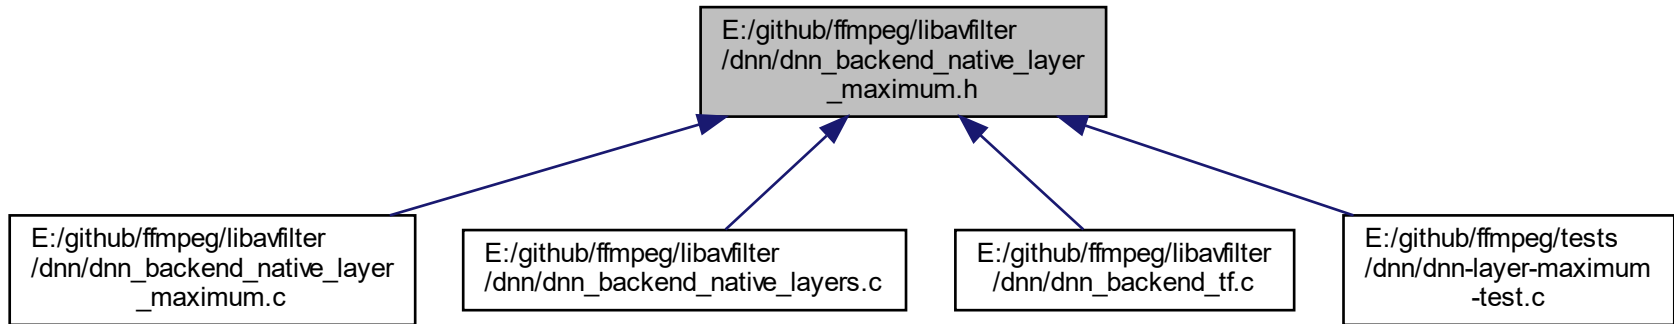 E:/github/ffmpeg/libavfilter
/dnn/dnn_backend_native_layer
_maximum.h
E:/github/ffmpeg/libavfilter
/dnn/dnn_backend_native_layer
_maximum.c
E:/github/ffmpeg/libavfilter
/dnn/dnn_backend_native_layers.c
E:/github/ffmpeg/libavfilter
/dnn/dnn_backend_tf.c
E:/github/ffmpeg/tests
/dnn/dnn-layer-maximum
-test.c